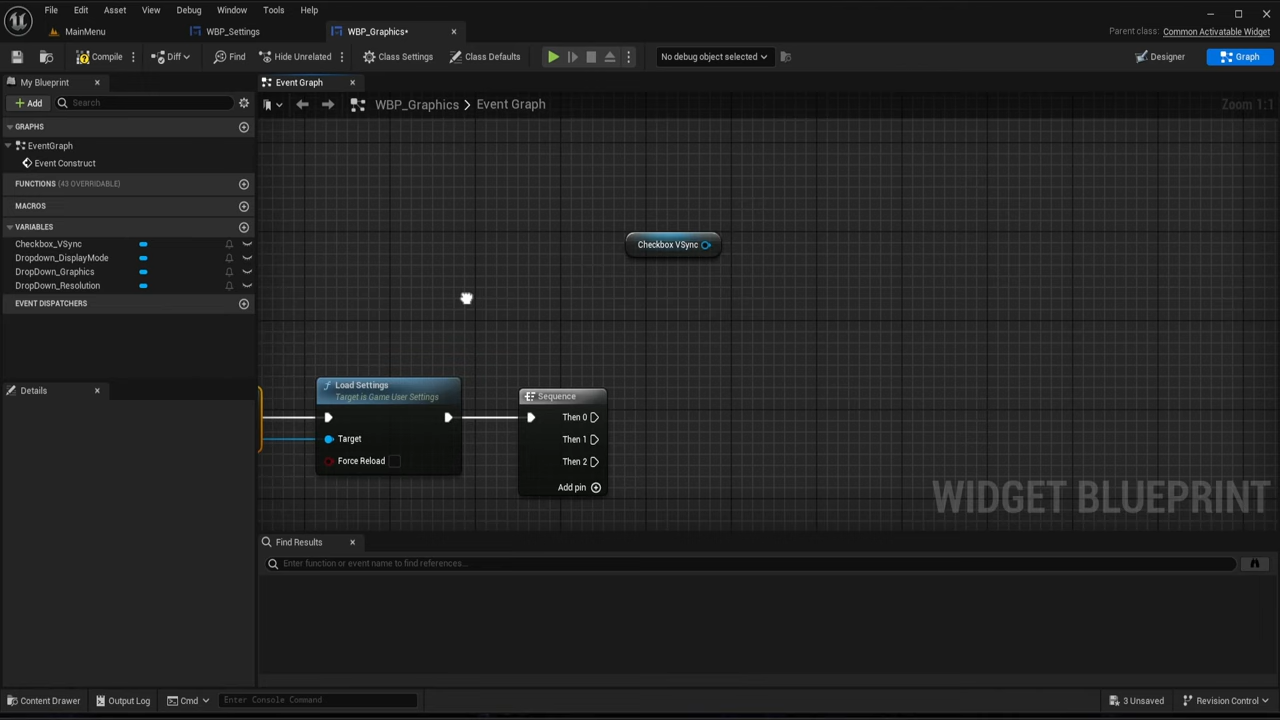 File Edit Asset View Debug Window Tools Help
MainMenu WBP_Settings WBP_Graphics•
Parent class: Common Activatable Widget
Compile Diff Find Hide Unrelated Class Settings Class Defaults No debug object selected Designer Graph
My Blueprint Event Graph
Add Search WBP_Graphics > Event Graph Zoom 1:1
GRAPHS
EventGraph
Event Construct
FUNCTIONS (43 OVERRIDABLE)
MACROS
VARIABLES
Checkbox_VSync
Dropdown_DisplayMode
DropDown_Graphics
DropDown_Resolution
EVENT DISPATCHERS
Details
Checkbox VSync
Load Settings
Target is Game User Settings
Target
Force Reload
Sequence
Then 0
Then 1
Then 2
Add pin
WIDGET BLUEPRINT
Find Results
Enter function or event name to find references...
Content Drawer Output Log Cmd Enter Console Command 3 Unsaved Revision Control